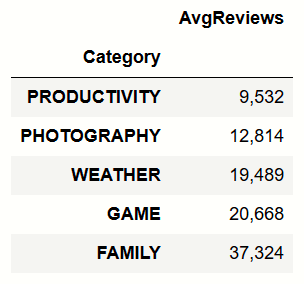 AvgReviews
Category
PRODUCTIVITY 9,532
PHOTOGRAPHY 12,814
WEATHER 19,489
GAME 20,668
FAMILY 37,324